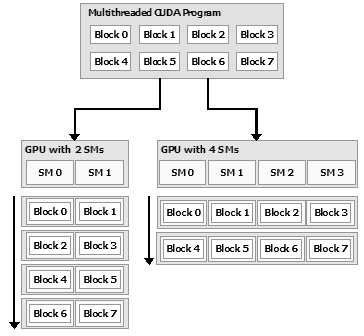 Multithreaded CUDA Program
Block 0 Block 1 Block 2 Block 3
Block 4 Block 5 Block 6 Block 7
GPU with 2 SMs
SM 0 SM 1
Block 0 Block 1
Block 2 Block 3
Block 4 Block 5
Block 6 Block 7
GPU with 4 SMs
SM 0 SM 1 SM 2 SM 3
Block 0 Block 1 Block 2 Block 3
Block 4 Block 5 Block 6 Block 7